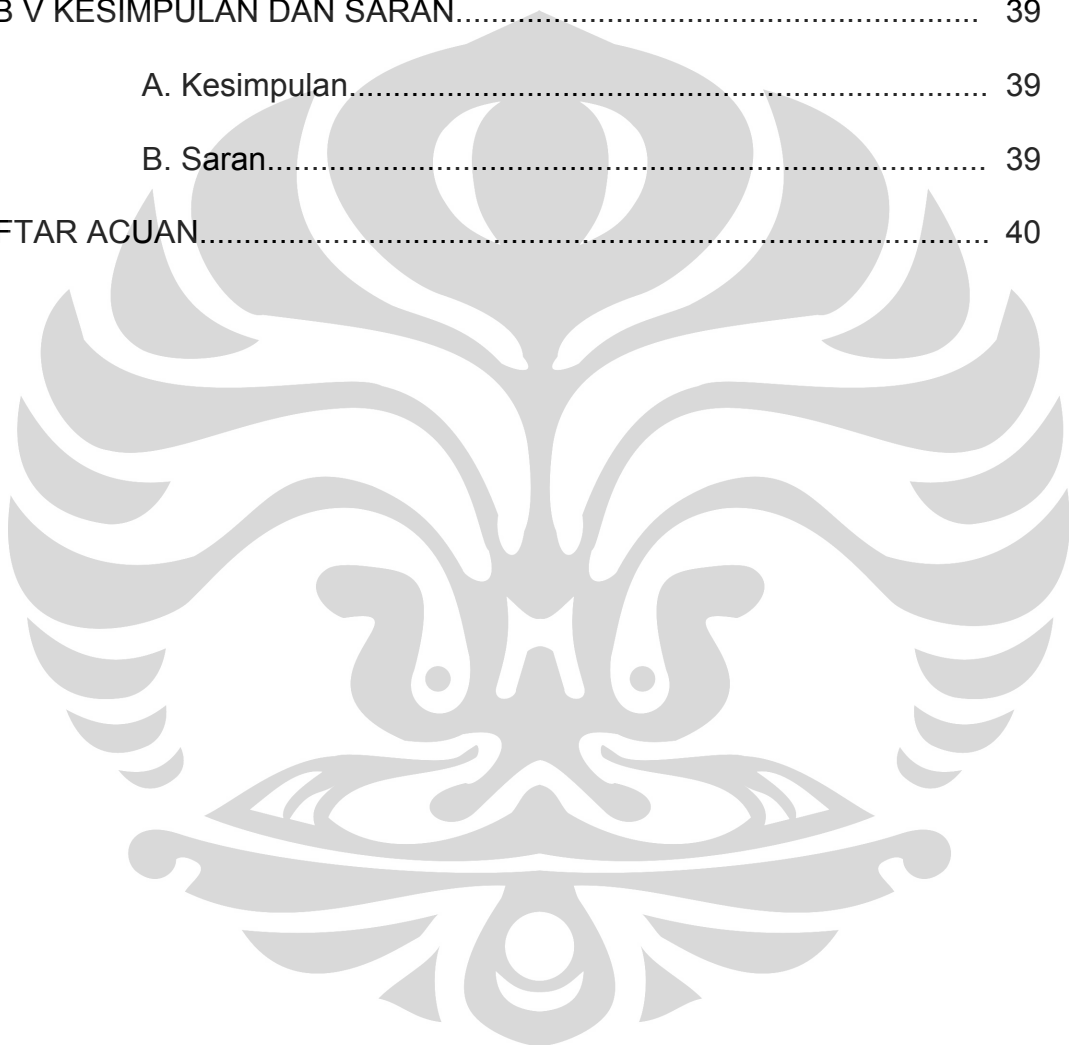 B V KESIMPULAN DAN SARAN............................................................ 39
A. Kesimpulan......................................................................... 39
B. Saran.................................................................................. 39
FTAR ACUAN.......................................................................................... 40